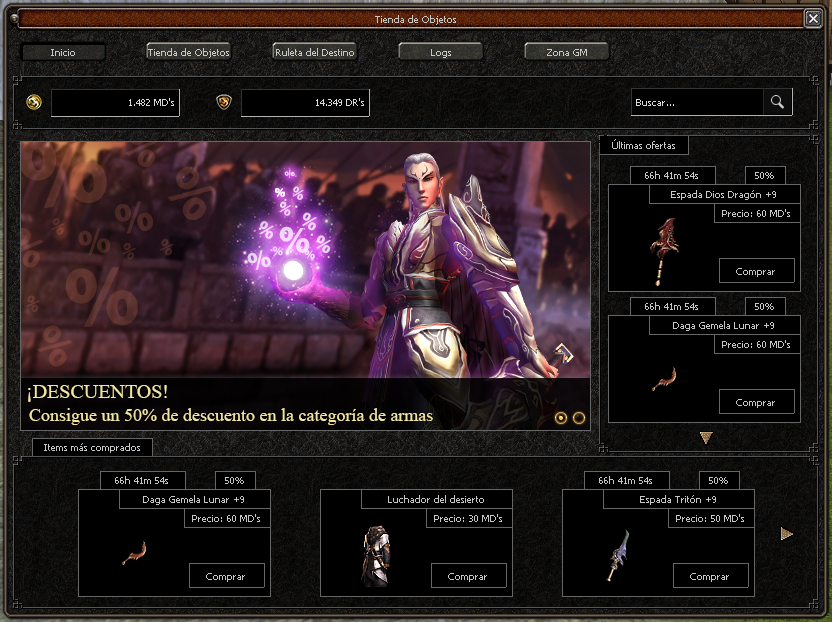 Tienda de Objetos
Inicio
Tienda de Objetos
Ruleta del Destino
Logs
Zona GM
1.482 MD's
14.349 DR's
Buscar...
¡DESCUENTOS!
Consigue un 50% de descuento en la categoría de armas
Últimas ofertas
66h 41m 54s
50%
Espada Dios Dragón +9
Precio: 60 MD's
Comprar
66h 41m 54s
50%
Daga Gemela Lunar +9
Precio: 60 MD's
Comprar
Items más comprados
66h 41m 54s
50%
Daga Gemela Lunar +9
Precio: 60 MD's
Comprar
Luchador del desierto
Precio: 30 MD's
Comprar
66h 41m 54s
50%
Espada Tritón +9
Precio: 50 MD's
Comprar